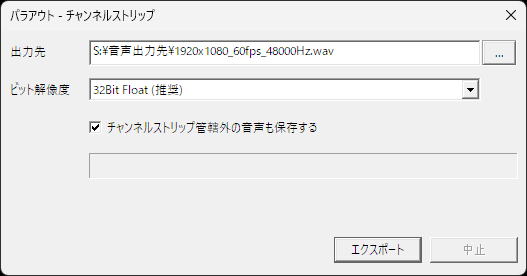 パラアウト - チャンネルストリップ
出力先
S:¥音声出力先¥1920x1080_60fps_48000Hz.wav
...
ビット解像度
32Bit Float (推奨)
チャンネルストリップ管轄外の音声も保存する
エクスポート
中止